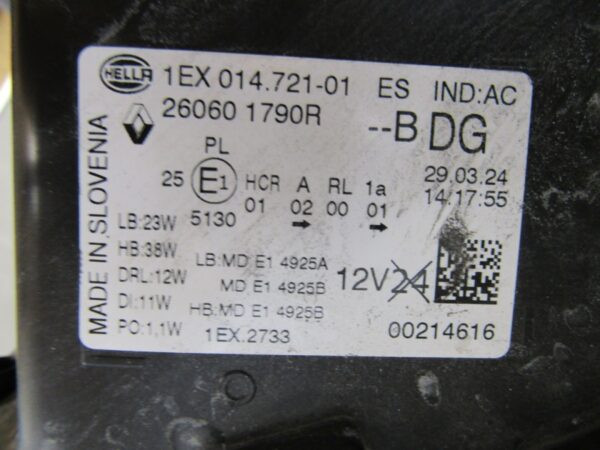 HELLA 1EX 014.721-01 ES IND:AC
26060 1790R --B DG
MADE IN SLOVENIA
PL
25 E1 HCR A RL 1a
5130 01 02 00 01
29.03.24
14:17:55
LB:23W
HB:38W
DRL:12W
DI:11W
PO:1,1W
LB:MD E1 4925A
MD E1 4925B
HB:MD E1 4925B
1EX.2733
12V24
00214616